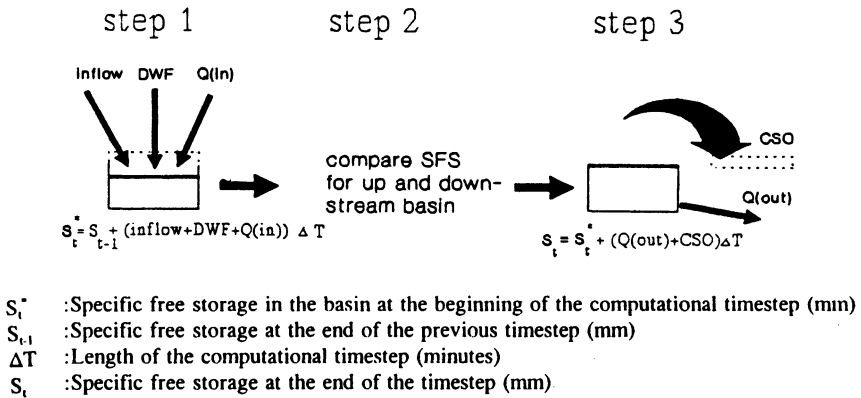 step 1 step 2 step 3
Inflow DWF Q(in)
CSO
compare SFS
for up and down-
stream basin
Q(out)
S*t = St-1 + (inflow+DWF+Q(in)) ΔT
St = S*t + (Q(out)+CSO)ΔT
St* :Specific free storage in the basin at the beginning of the computational timestep (mm)
St-1 :Specific free storage at the end of the previous timestep (mm)
ΔT :Length of the computational timestep (minutes)
St :Specific free storage at the end of the timestep (mm)